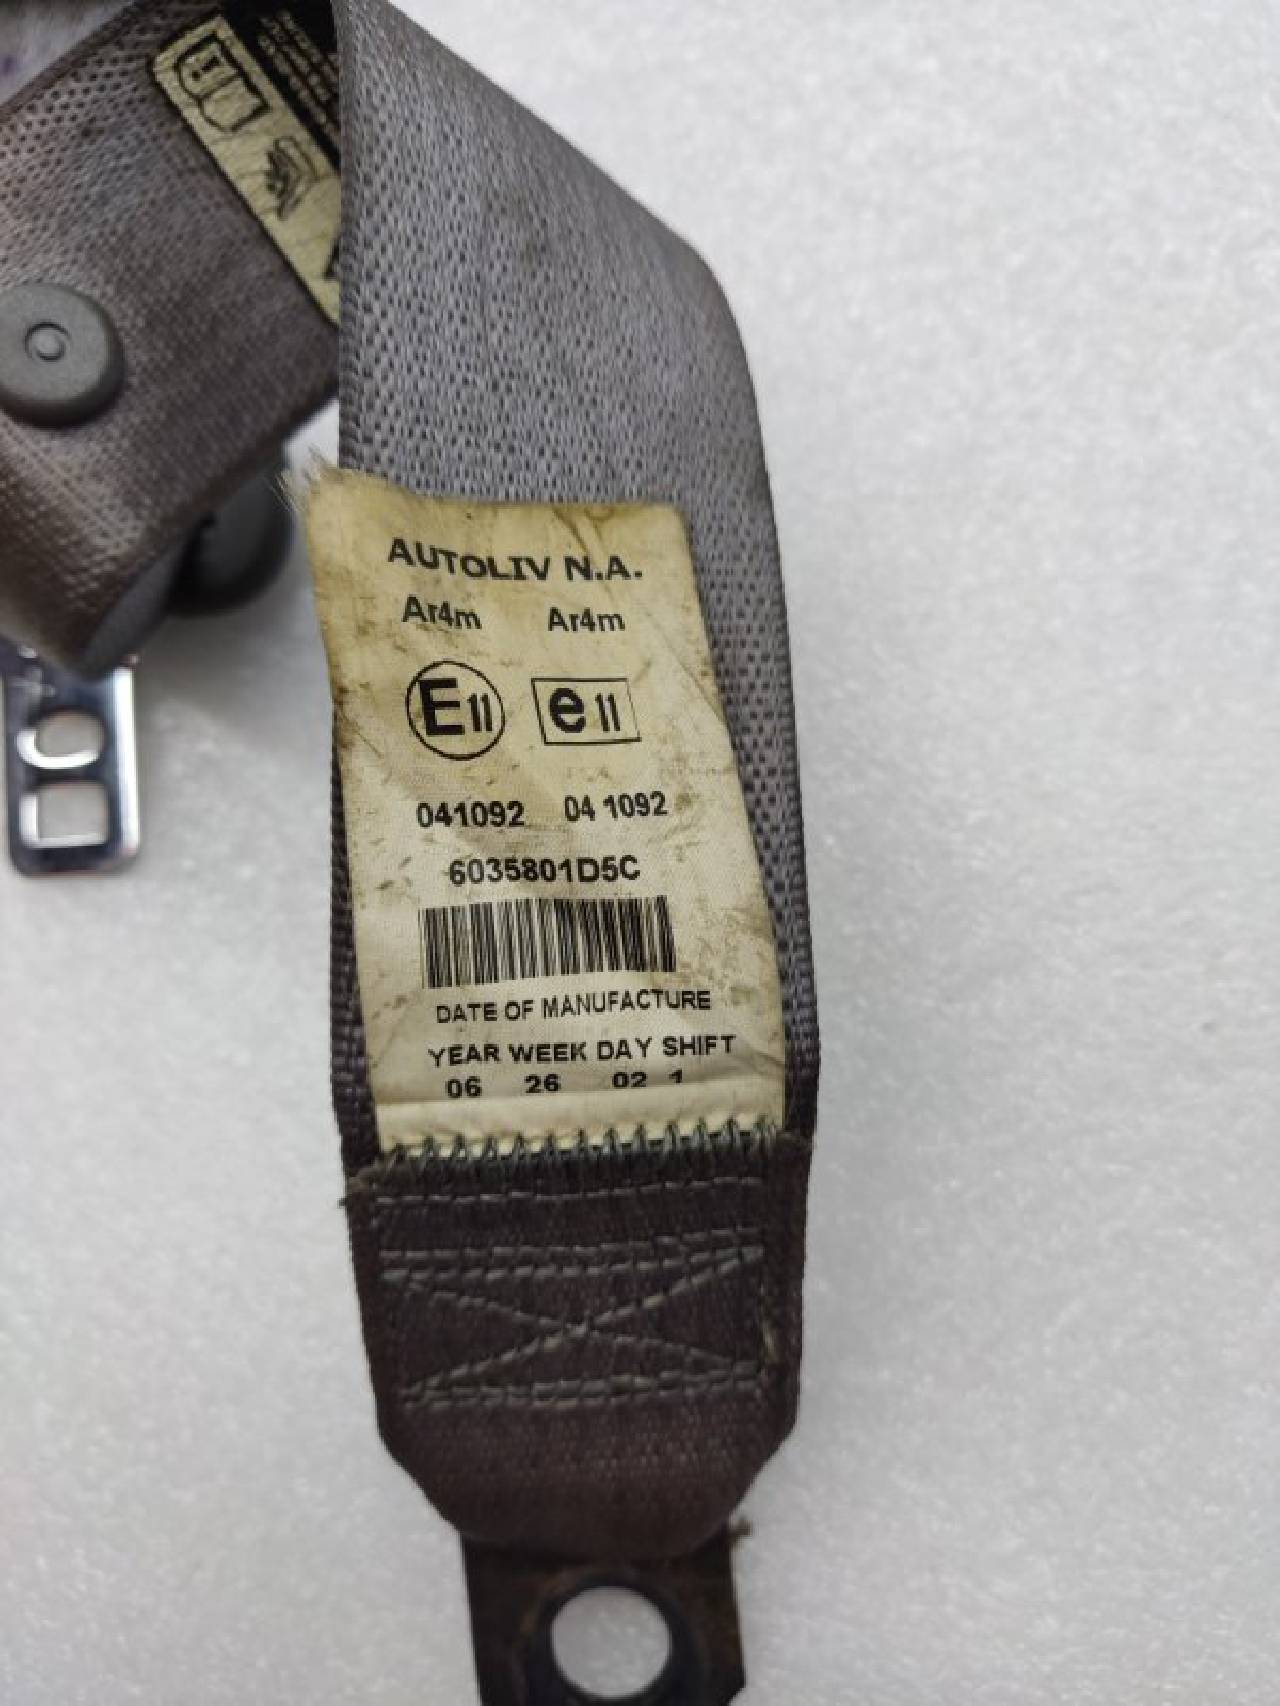 AUTOLIV N.A.
Ar4m Ar4m
E11 e11
041092 04 1092
6035801D5C
DATE OF MANUFACTURE
YEAR WEEK DAY SHIFT
06 26 02 1